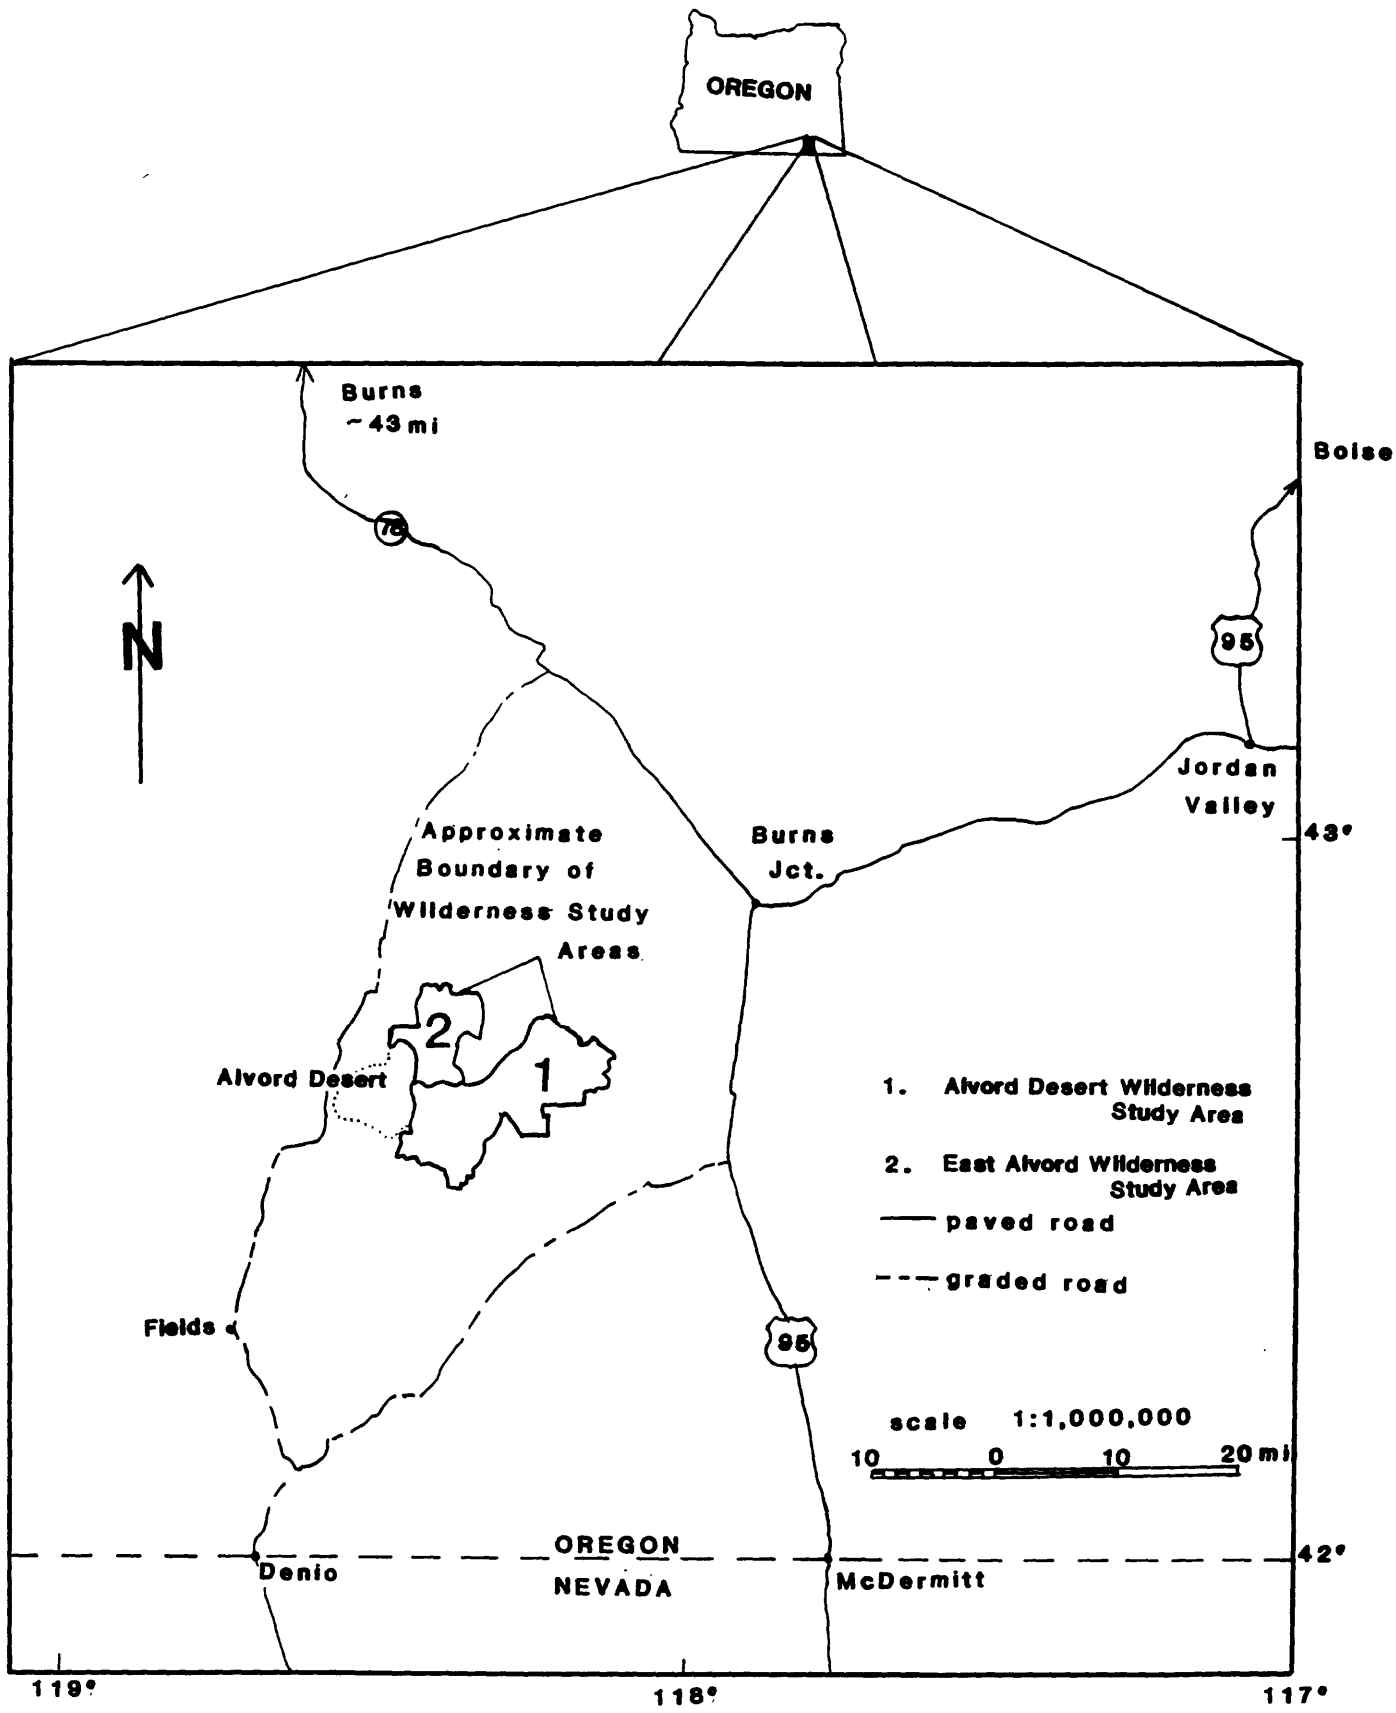 OREGON
Burns
~43 mi
Boise
78
N
95
Jordan
Valley
43°
Burns
Jct.
Approximate
Boundary of
Wilderness Study
Areas
2
1
Alvord Desert
1. Alvord Desert Wilderness
Study Area
2. East Alvord Wilderness
Study Area
paved road
graded road
Fields
95
scale 1:1,000,000
10 0 10 20 mi
OREGON
42°
Denio
NEVADA
McDermitt
119°
118°
117°